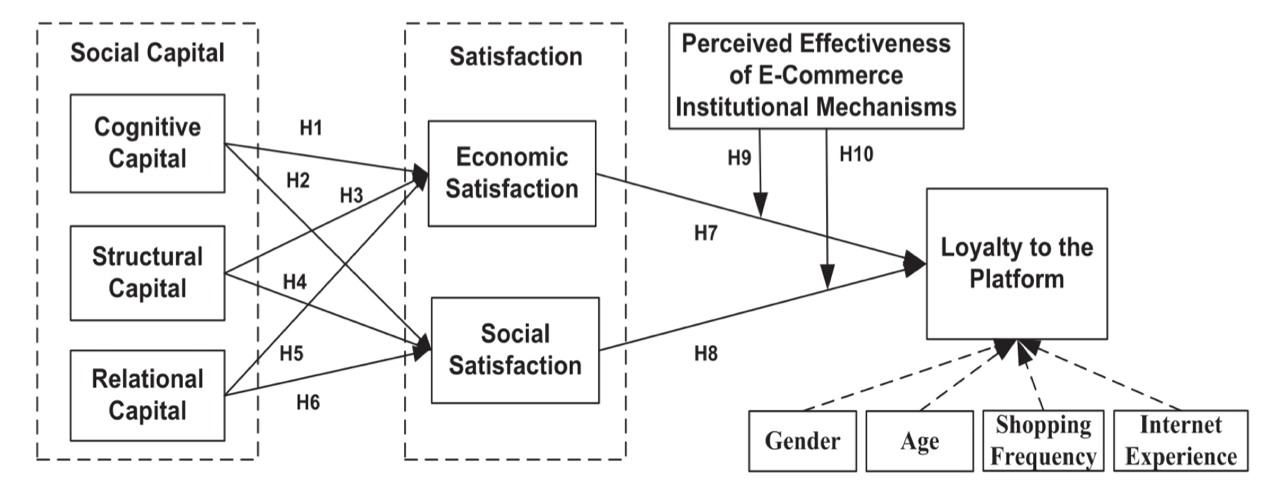 Social Capital
Cognitive
Capital
Structural
Capital
Relational
Capital
H1
H2
H3
H4
H5
H6
Satisfaction
Economic
Satisfaction
Social
Satisfaction
Perceived Effectiveness
of E-Commerce
Institutional Mechanisms
H9
H10
H7
H8
Loyalty to the
Platform
Gender
Age
Shopping
Frequency
Internet
Experience